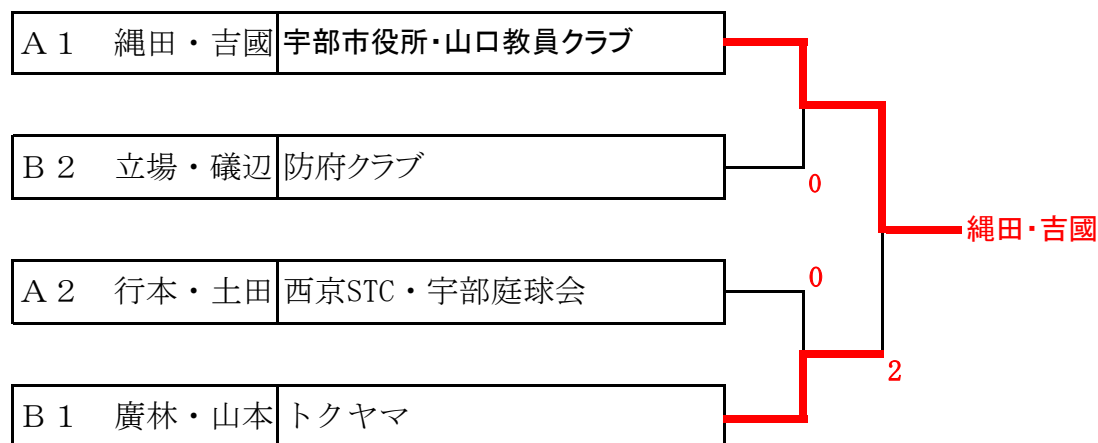 Ａ１　縄田・吉國 宇部市役所・山口教員クラブ
Ｂ２　立場・礒辺 防府クラブ
0
縄田・吉國
Ａ２　行本・土田 西京STC・宇部庭球会
0
2
Ｂ１　廣林・山本 トクヤマ